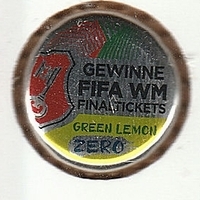 GEWINNE
FIFA WM
FINALTICKETS
GREEN LEMON
ZERO